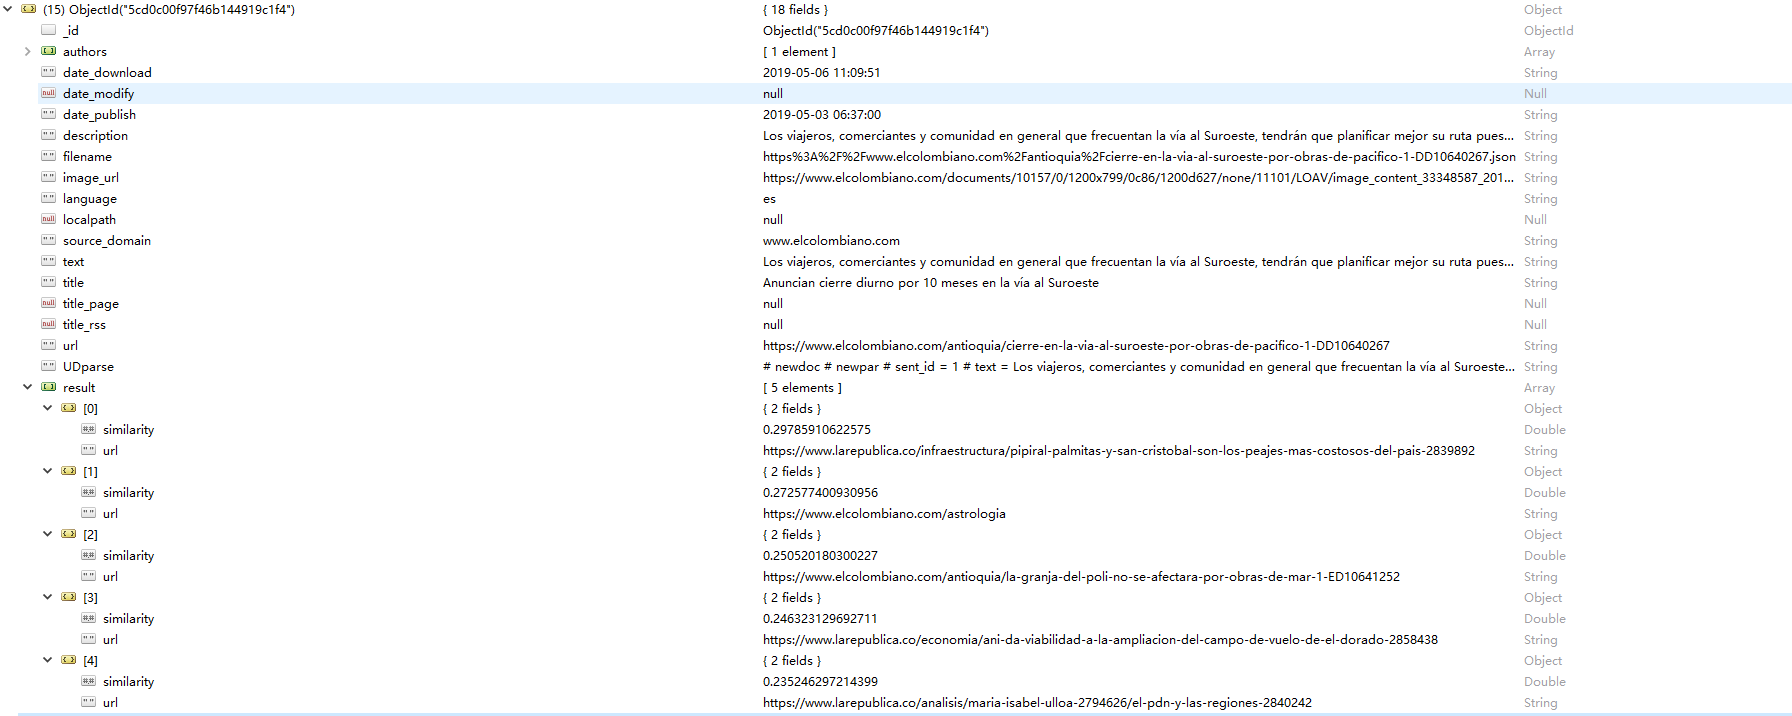 (15) ObjectId("5cd0c00f97f46b144919c1f4") { 18 fields } Object
_id ObjectId("5cd0c00f97f46b144919c1f4") ObjectId
authors [ 1 element ] Array
date_download 2019-05-06 11:09:51 String
null date_modify null Null
date_publish 2019-05-03 06:37:00 String
description Los viajeros, comerciantes y comunidad en general que frecuentan la vía al Suroeste, tendrán que planificar mejor su ruta pues... String
filename https%3A%2F%2Fwww.elcolombiano.com%2Fantioquia%2Fcierre-en-la-via-al-suroeste-por-obras-de-pacifico-1-DD10640267.json String
image_url https://www.elcolombiano.com/documents/10157/0/1200x799/0c86/1200d627/none/11101/LOAV/image_content_33348587_201... String
language es String
null localpath null Null
source_domain www.elcolombiano.com String
text Los viajeros, comerciantes y comunidad en general que frecuentan la vía al Suroeste, tendrán que planificar mejor su ruta pues... String
title Anuncian cierre diurno por 10 meses en la vía al Suroeste String
null title_page null Null
null title_rss null Null
url https://www.elcolombiano.com/antioquia/cierre-en-la-via-al-suroeste-por-obras-de-pacifico-1-DD10640267 String
UDparse # newdoc # newpar # sent_id = 1 # text = Los viajeros, comerciantes y comunidad en general que frecuentan la vía al Suroeste... String
result [ 5 elements ] Array
[0] { 2 fields } Object
similarity 0.29785910622575 Double
url https://www.larepublica.co/infraestructura/pipiral-palmitas-y-san-cristobal-son-los-peajes-mas-costosos-del-pais-2839892 String
[1] { 2 fields } Object
similarity 0.272577400930956 Double
url https://www.elcolombiano.com/astrologia String
[2] { 2 fields } Object
similarity 0.250520180300227 Double
url https://www.elcolombiano.com/antioquia/la-granja-del-poli-no-se-afectara-por-obras-de-mar-1-ED10641252 String
[3] { 2 fields } Object
similarity 0.246323129692711 Double
url https://www.larepublica.co/economia/ani-da-viabilidad-a-la-ampliacion-del-campo-de-vuelo-de-el-dorado-2858438 String
[4] { 2 fields } Object
similarity 0.235246297214399 Double
url https://www.larepublica.co/analisis/maria-isabel-ulloa-2794626/el-pdn-y-las-regiones-2840242 String